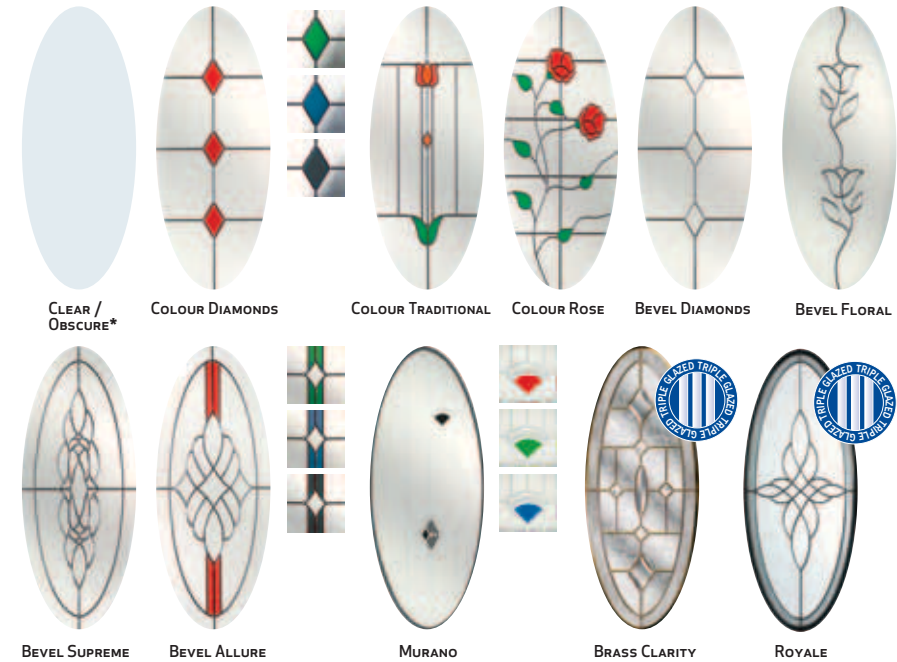 Clear /
Obscure*
Colour Diamonds
Colour Traditional
Colour Rose
Bevel Diamonds
Bevel Floral
TRIPLE GLAZED TRIPLE GLAZED
TRIPLE GLAZED TRIPLE GLAZED
Bevel Supreme
Bevel Allure
Murano
Brass Clarity
Royale